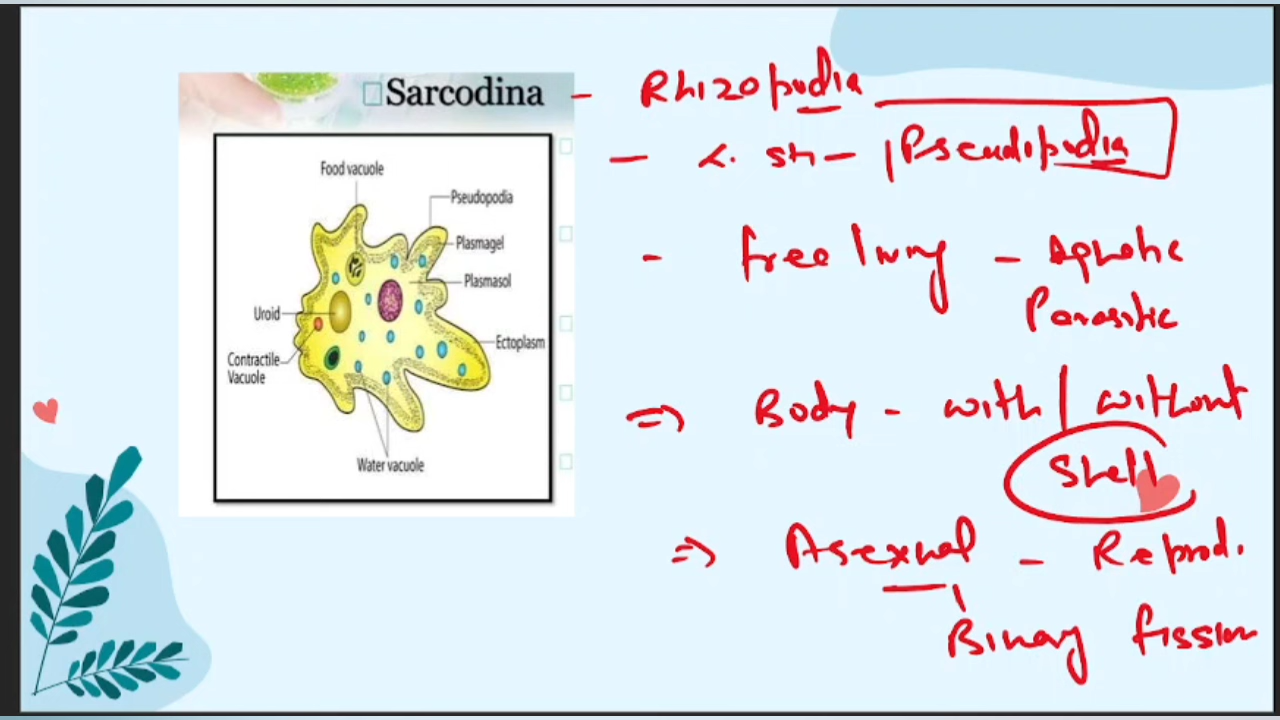 Sarcodina - Rhizopodia
- L. str - Pseudopodia
- free living - Aquatic
Parasitic
⇒ Body - with / without
Shell
⇒ Asexual - Reprod.
Binary fission
Food vacuole
Pseudopodia
Plasmagel
Plasmasol
Uroid
Ectoplasm
Contractile
Vacuole
Water vacuole